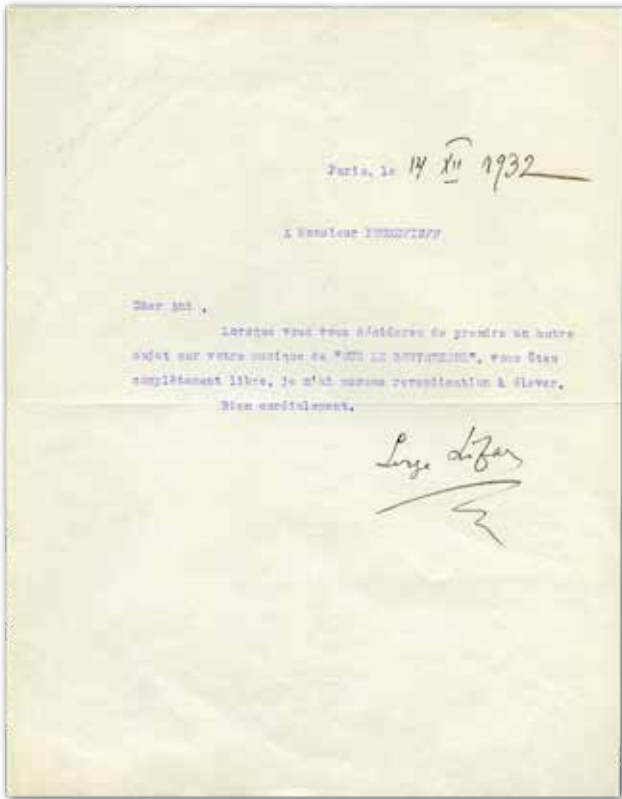 Paris, le 14 XII 1932
A Monsieur PROKOFIEFF
Cher ami,
Lorsque vous vous déciderez de prendre un autre
sujet sur votre musique de "SUR LE BORYSTHENE", vous êtes
complètement libre, je n'ai aucune revendication à élever.
Bien cordialement.
Serge Lifar